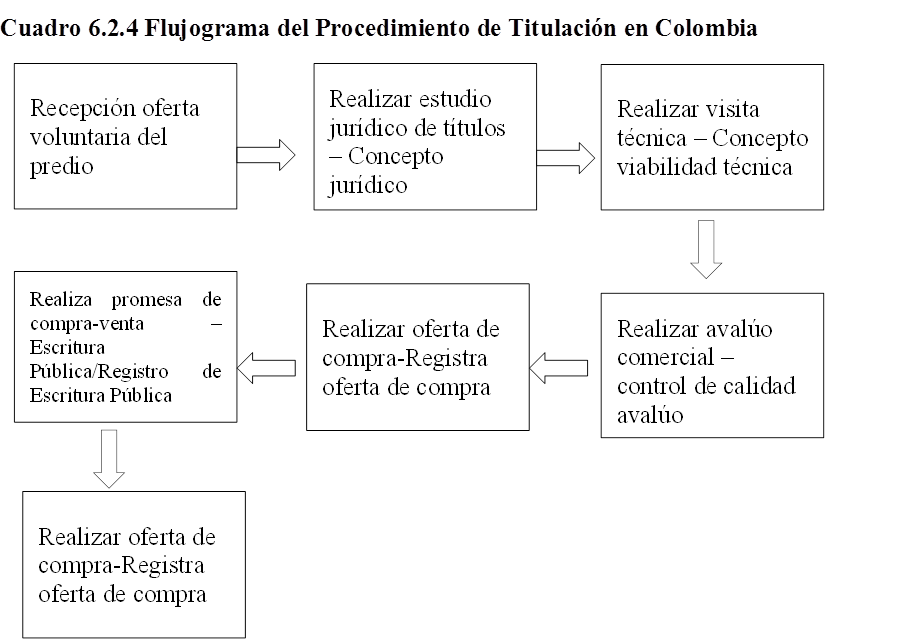 Cuadro 6.2.4 Flujograma del Procedimiento de Titulación en Colombia
Recepción oferta
voluntaria del
predio
Realizar estudio
jurídico de títulos
– Concepto
jurídico
Realizar visita
técnica – Concepto
viabilidad técnica
Realizar avalúo
comercial –
control de calidad
avalúo
Realizar oferta de
compra-Registra
oferta de compra
Realiza promesa de
compra-venta –
Escritura
Pública/Registro de
Escritura Pública
Realizar oferta de
compra-Registra
oferta de compra